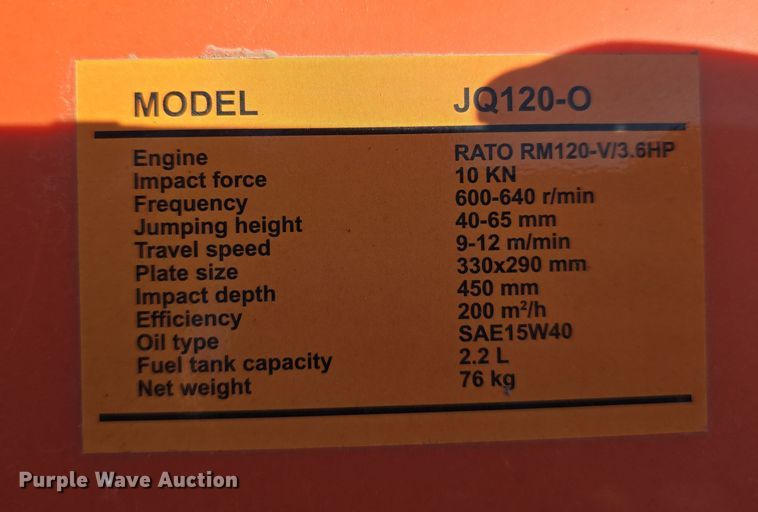 MODEL JQ120-O
Engine RATO RM120-V/3.6HP
Impact force 10 KN
Frequency 600-640 r/min
Jumping height 40-65 mm
Travel speed 9-12 m/min
Plate size 330x290 mm
Impact depth 450 mm
Efficiency 200 m²/h
Oil type SAE15W40
Fuel tank capacity 2.2 L
Net weight 76 kg
Purple Wave Auction